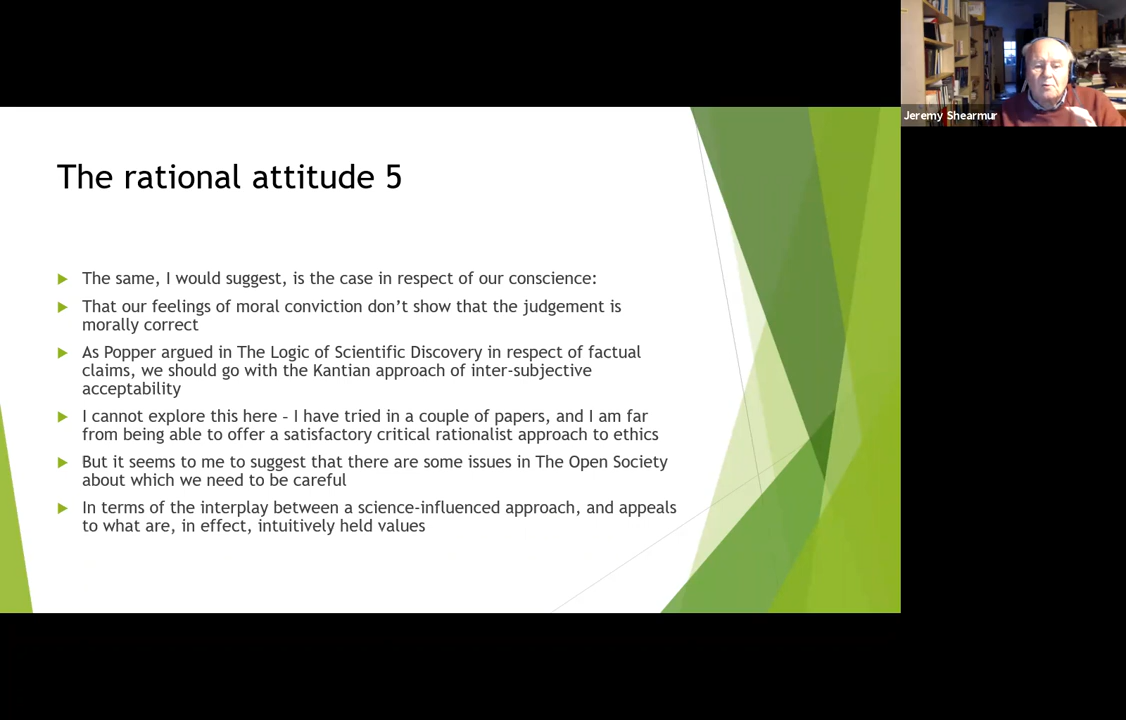 Jeremy Shearmur
The rational attitude 5
The same, I would suggest, is the case in respect of our conscience:
That our feelings of moral conviction don’t show that the judgement is
morally correct
As Popper argued in The Logic of Scientific Discovery in respect of factual
claims, we should go with the Kantian approach of inter-subjective
acceptability
I cannot explore this here – I have tried in a couple of papers, and I am far
from being able to offer a satisfactory critical rationalist approach to ethics
But it seems to me to suggest that there are some issues in The Open Society
about which we need to be careful
In terms of the interplay between a science-influenced approach, and appeals
to what are, in effect, intuitively held values